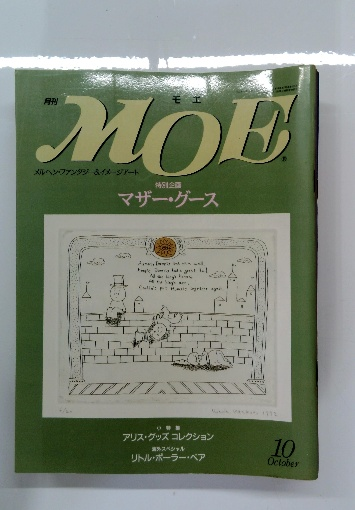 月刊
モエ
MOE
メルヘン・ファンタジー&イメージアート
特別企画
マザー・グース
Humpty Dumpty sat on a wall,
Humpty Dumpty had a great fall.
All the king's horses,
All the king's men,
Couldn't put Humpty together again.
小特集
アリス・グッズ コレクション
海外スペシャル
リトル・ポーラー・ベア
10
October